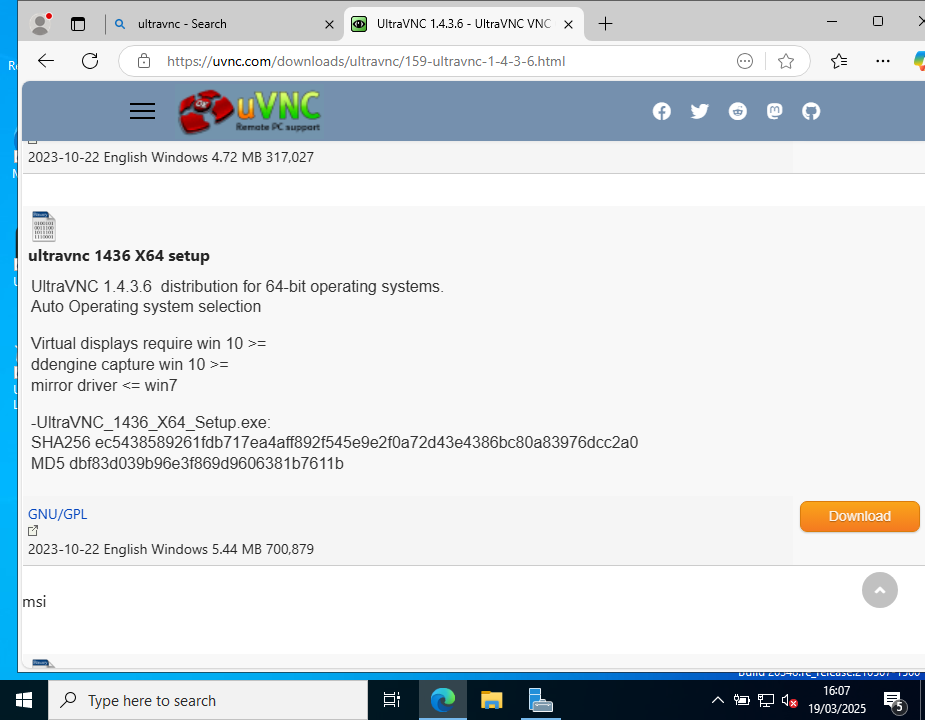 ultravnc - Search
UltraVNC 1.4.3.6 - UltraVNC VNC
https://uvnc.com/downloads/ultravnc/159-ultravnc-1-4-3-6.html
OK
uVNC
Remote PC support
2023-10-22 English Windows 4.72 MB 317,027
ultravnc 1436 X64 setup
UltraVNC 1.4.3.6 distribution for 64-bit operating systems.
Auto Operating system selection
Virtual displays require win 10 >=
ddengine capture win 10 >=
mirror driver <= win7
-UltraVNC_1436_X64_Setup.exe:
SHA256 ec5438589261fdb717ea4aff892f545e9e2f0a72d43e4386bc80a83976dcc2a0
MD5 dbf83d039b96e3f869d9606381b7611b
GNU/GPL
Download
2023-10-22 English Windows 5.44 MB 700,879
msi
Type here to search
16:07
19/03/2025
5